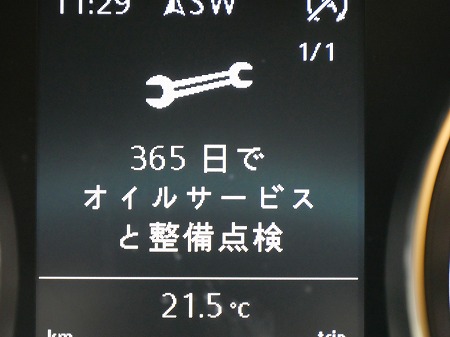 11:29 SW
1/1
365 日で
オイルサービス
と整備点検
21.5 °C
km trip